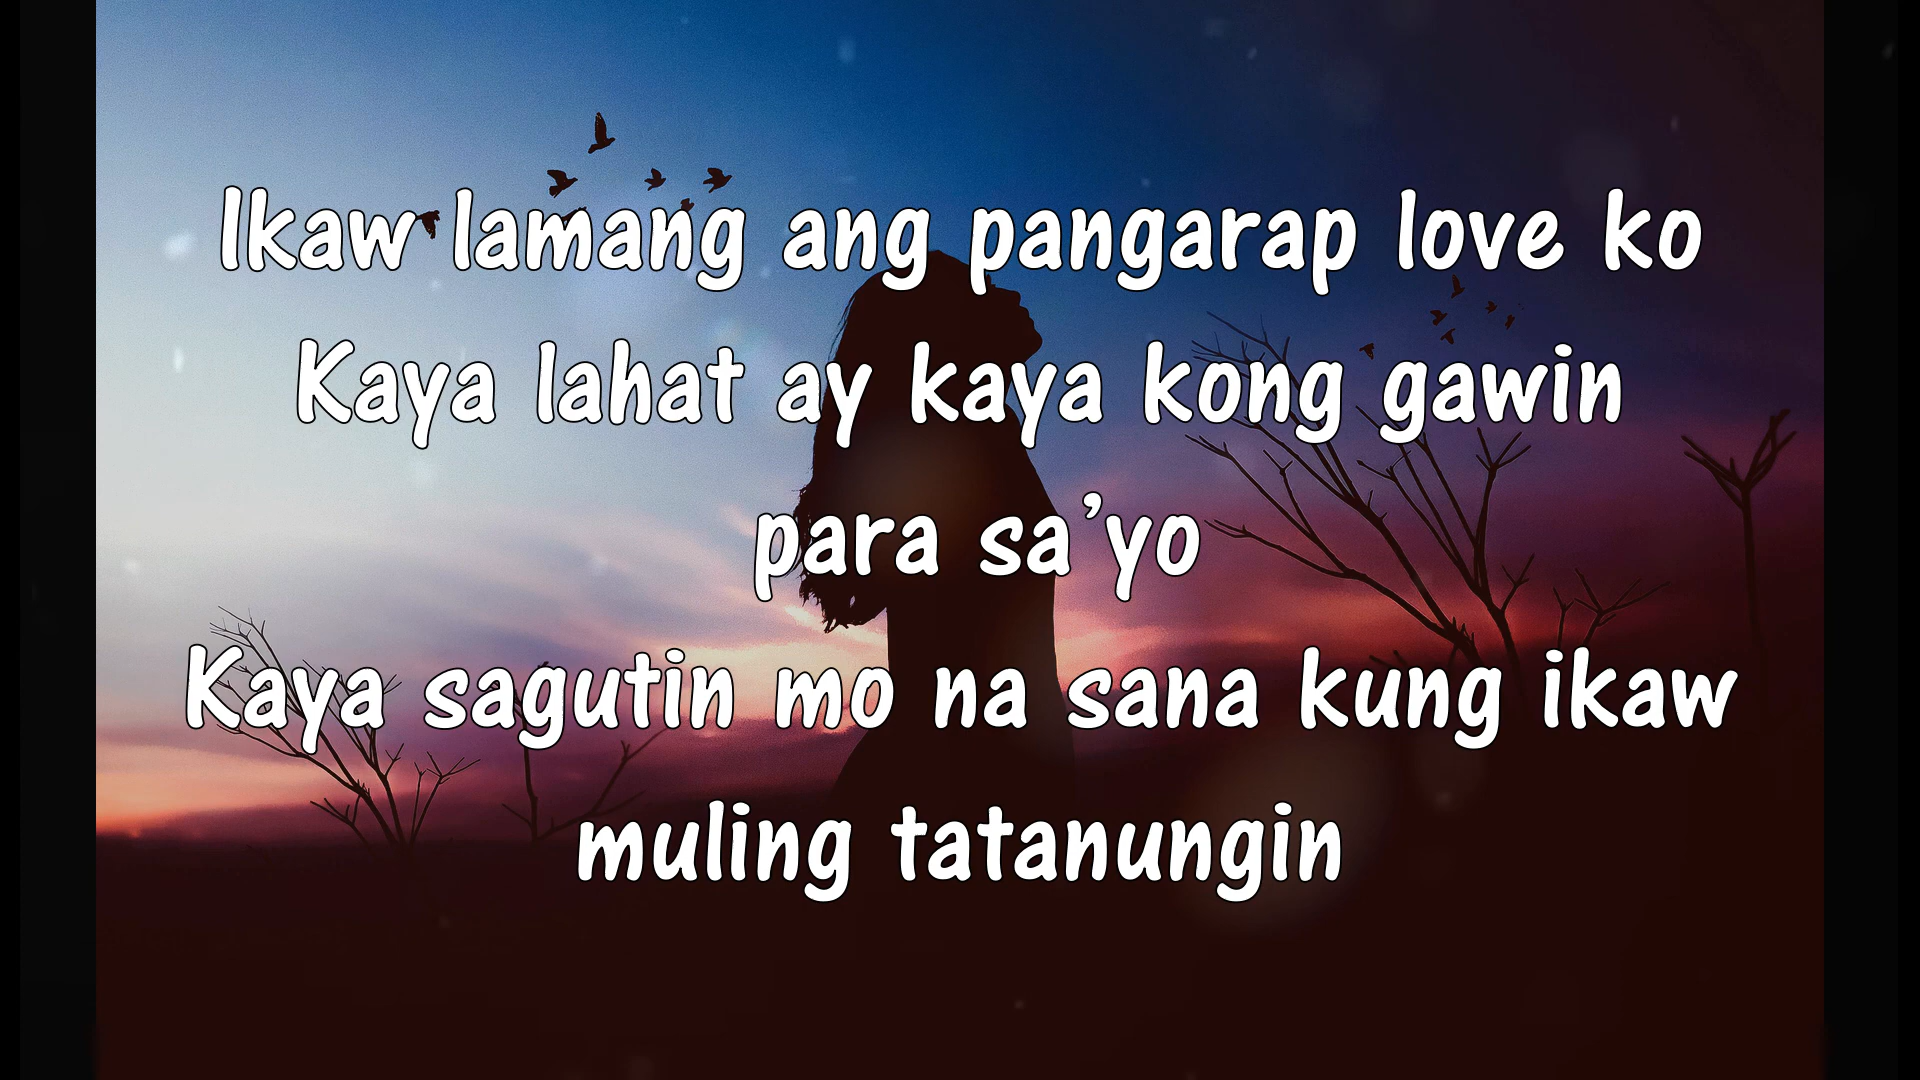 Ikaw lamang ang pangarap love ko
Kaya lahat ay kaya kong gawin
para sa’yo
Kaya sagutin mo na sana kung ikaw
muling tatanungin